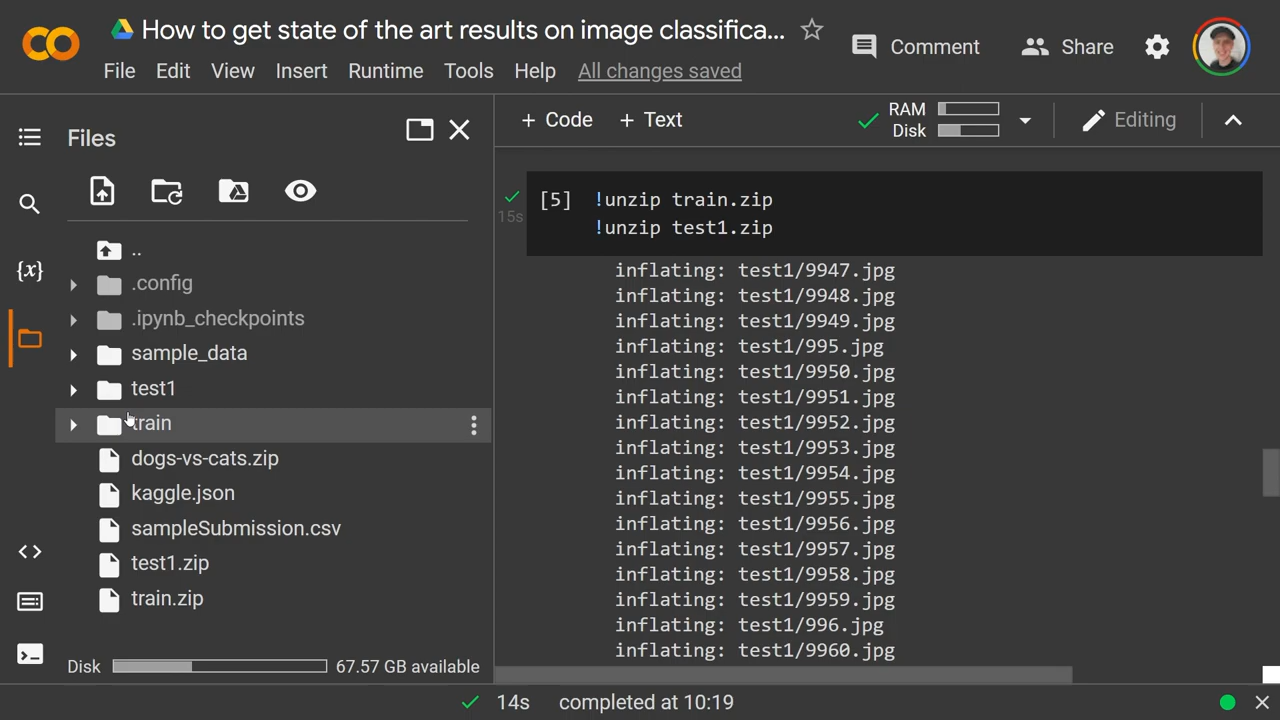 How to get state of the art results on image classifica...
Comment
Share
File Edit View Insert Runtime Tools Help All changes saved
Files
+ Code + Text
RAM
Disk
Editing
{x}
..
.config
.ipynb_checkpoints
sample_data
test1
train
dogs-vs-cats.zip
kaggle.json
sampleSubmission.csv
test1.zip
train.zip
Disk 67.57 GB available
15s
[5] !unzip train.zip
!unzip test1.zip
inflating: test1/9947.jpg
inflating: test1/9948.jpg
inflating: test1/9949.jpg
inflating: test1/995.jpg
inflating: test1/9950.jpg
inflating: test1/9951.jpg
inflating: test1/9952.jpg
inflating: test1/9953.jpg
inflating: test1/9954.jpg
inflating: test1/9955.jpg
inflating: test1/9956.jpg
inflating: test1/9957.jpg
inflating: test1/9958.jpg
inflating: test1/9959.jpg
inflating: test1/996.jpg
inflating: test1/9960.jpg
14s completed at 10:19